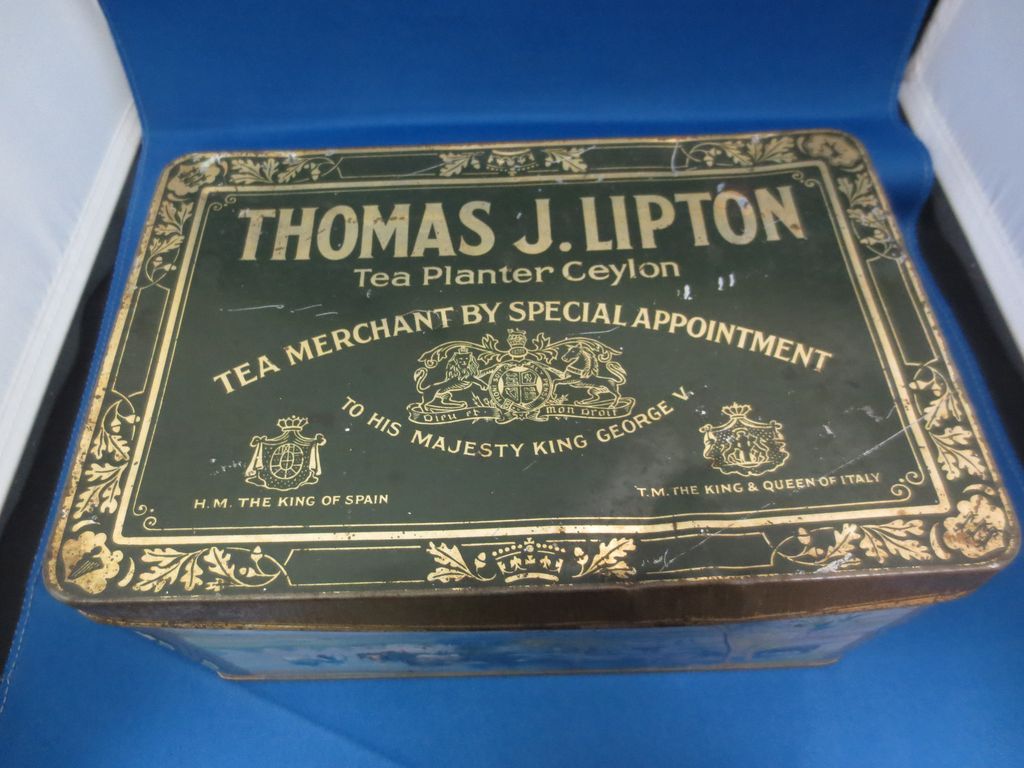 THOMAS J. LIPTON
Tea Planter Ceylon
TEA MERCHANT BY SPECIAL APPOINTMENT
Dieu et mon Droit
TO HIS MAJESTY KING GEORGE V.
H.M. THE KING OF SPAIN
T.M. THE KING & QUEEN OF ITALY